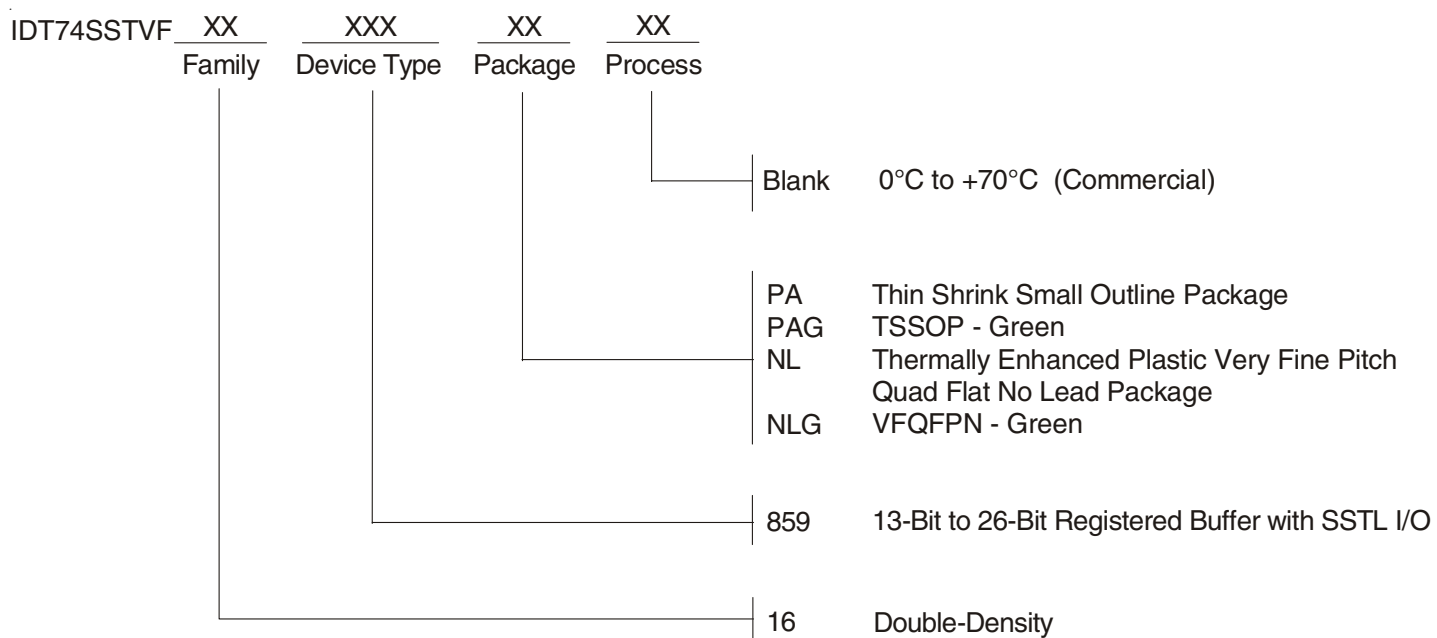 IDT74SSTVF XX XXX XX XX
Family Device Type Package Process
Blank 0°C to +70°C (Commercial)
PA Thin Shrink Small Outline Package
PAG TSSOP - Green
NL Thermally Enhanced Plastic Very Fine Pitch
Quad Flat No Lead Package
NLG VFQFPN - Green
859 13-Bit to 26-Bit Registered Buffer with SSTL I/O
16 Double-Density